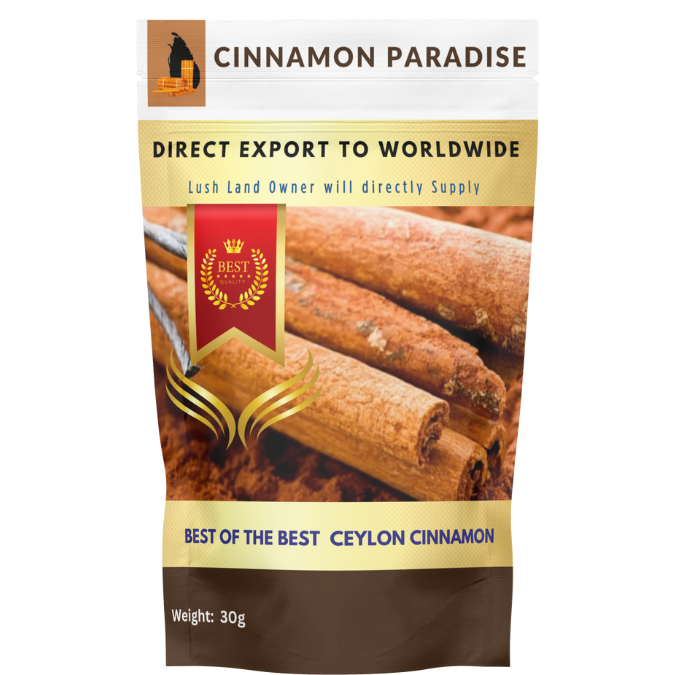 CINNAMON PARADISE
DIRECT EXPORT TO WORLDWIDE
Lush Land Owner will directly Supply
BEST
QUALITY
BEST OF THE BEST CEYLON CINNAMON
Weight: 30g